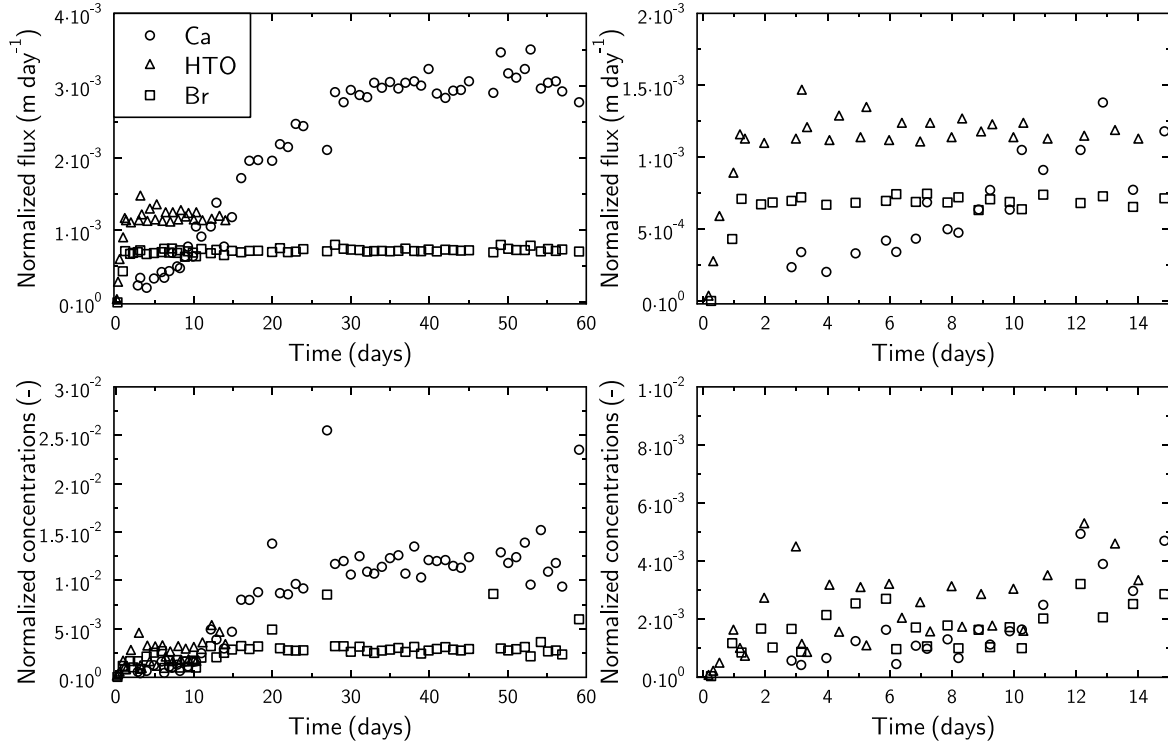 Normalized flux (m day⁻¹)
4·10⁻³
3·10⁻³
2·10⁻³
1·10⁻³
0·10⁰
Ca
HTO
Br
0 10 20 30 40 50 60
Time (days)
Normalized flux (m day⁻¹)
2·10⁻³
1.5·10⁻³
1·10⁻³
5·10⁻⁴
0·10⁰
0 2 4 6 8 10 12 14
Time (days)
Normalized concentrations (-)
3·10⁻²
2.5·10⁻²
2·10⁻²
1.5·10⁻²
1·10⁻²
5·10⁻³
0·10⁰
0 10 20 30 40 50 60
Time (days)
Normalized concentrations (-)
1·10⁻²
8·10⁻³
6·10⁻³
4·10⁻³
2·10⁻³
0·10⁰
0 2 4 6 8 10 12 14
Time (days)